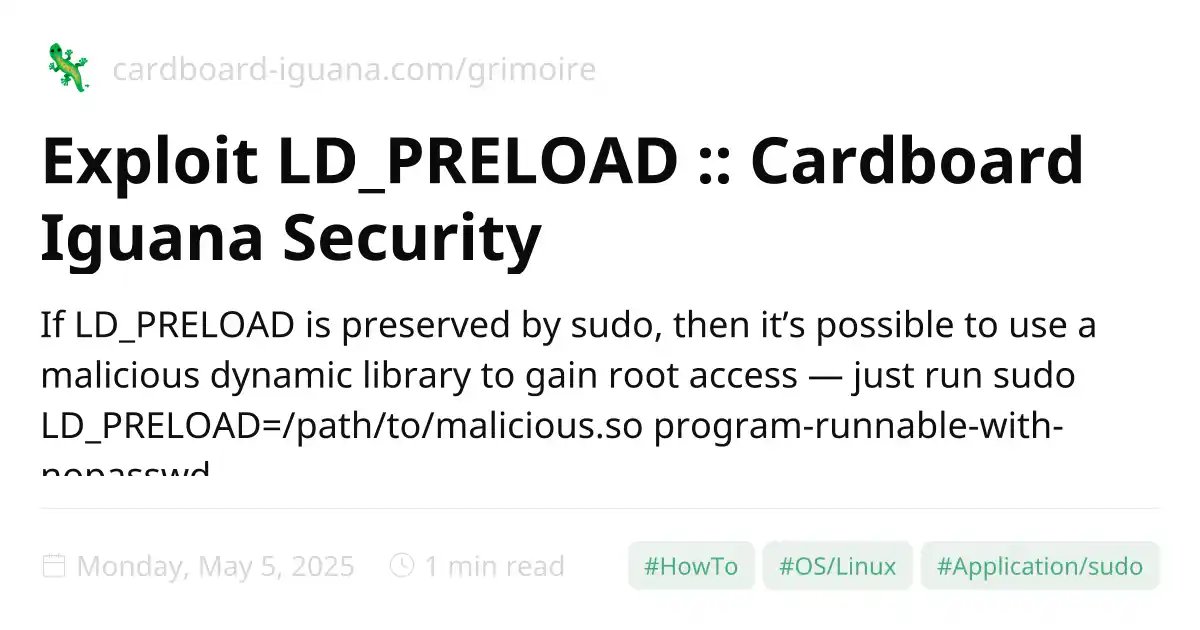 cardboard-iguana.com/grimoire
Exploit LD_PRELOAD :: Cardboard
Iguana Security
If LD_PRELOAD is preserved by sudo, then it’s possible to use a
malicious dynamic library to gain root access — just run sudo
LD_PRELOAD=/path/to/malicious.so program-runnable-with-
nopasswd
Monday, May 5, 2025
1 min read
#HowTo
#OS/Linux
#Application/sudo